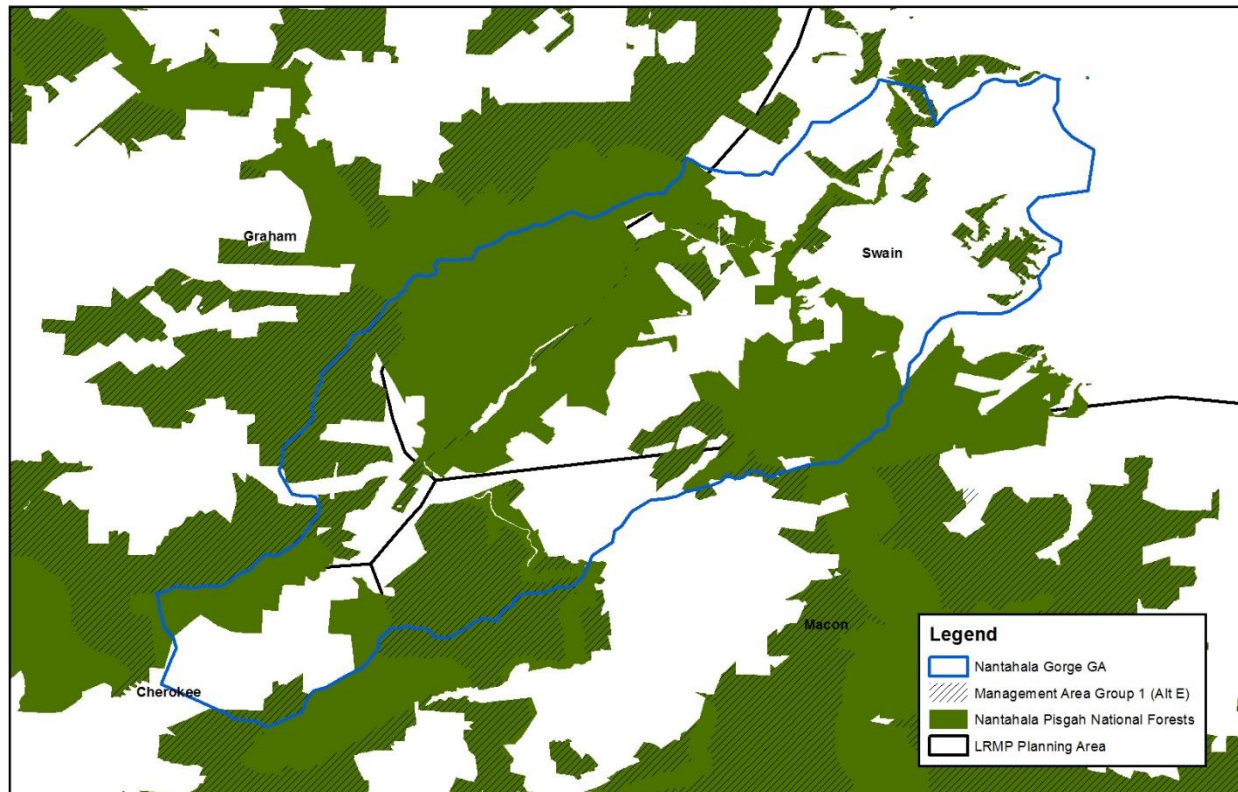 Graham
Swain
Macon
Cherokee
Legend
Nantahala Gorge GA
Management Area Group 1 (Alt E)
Nantahala Pisgah National Forests
LRMP Planning Area